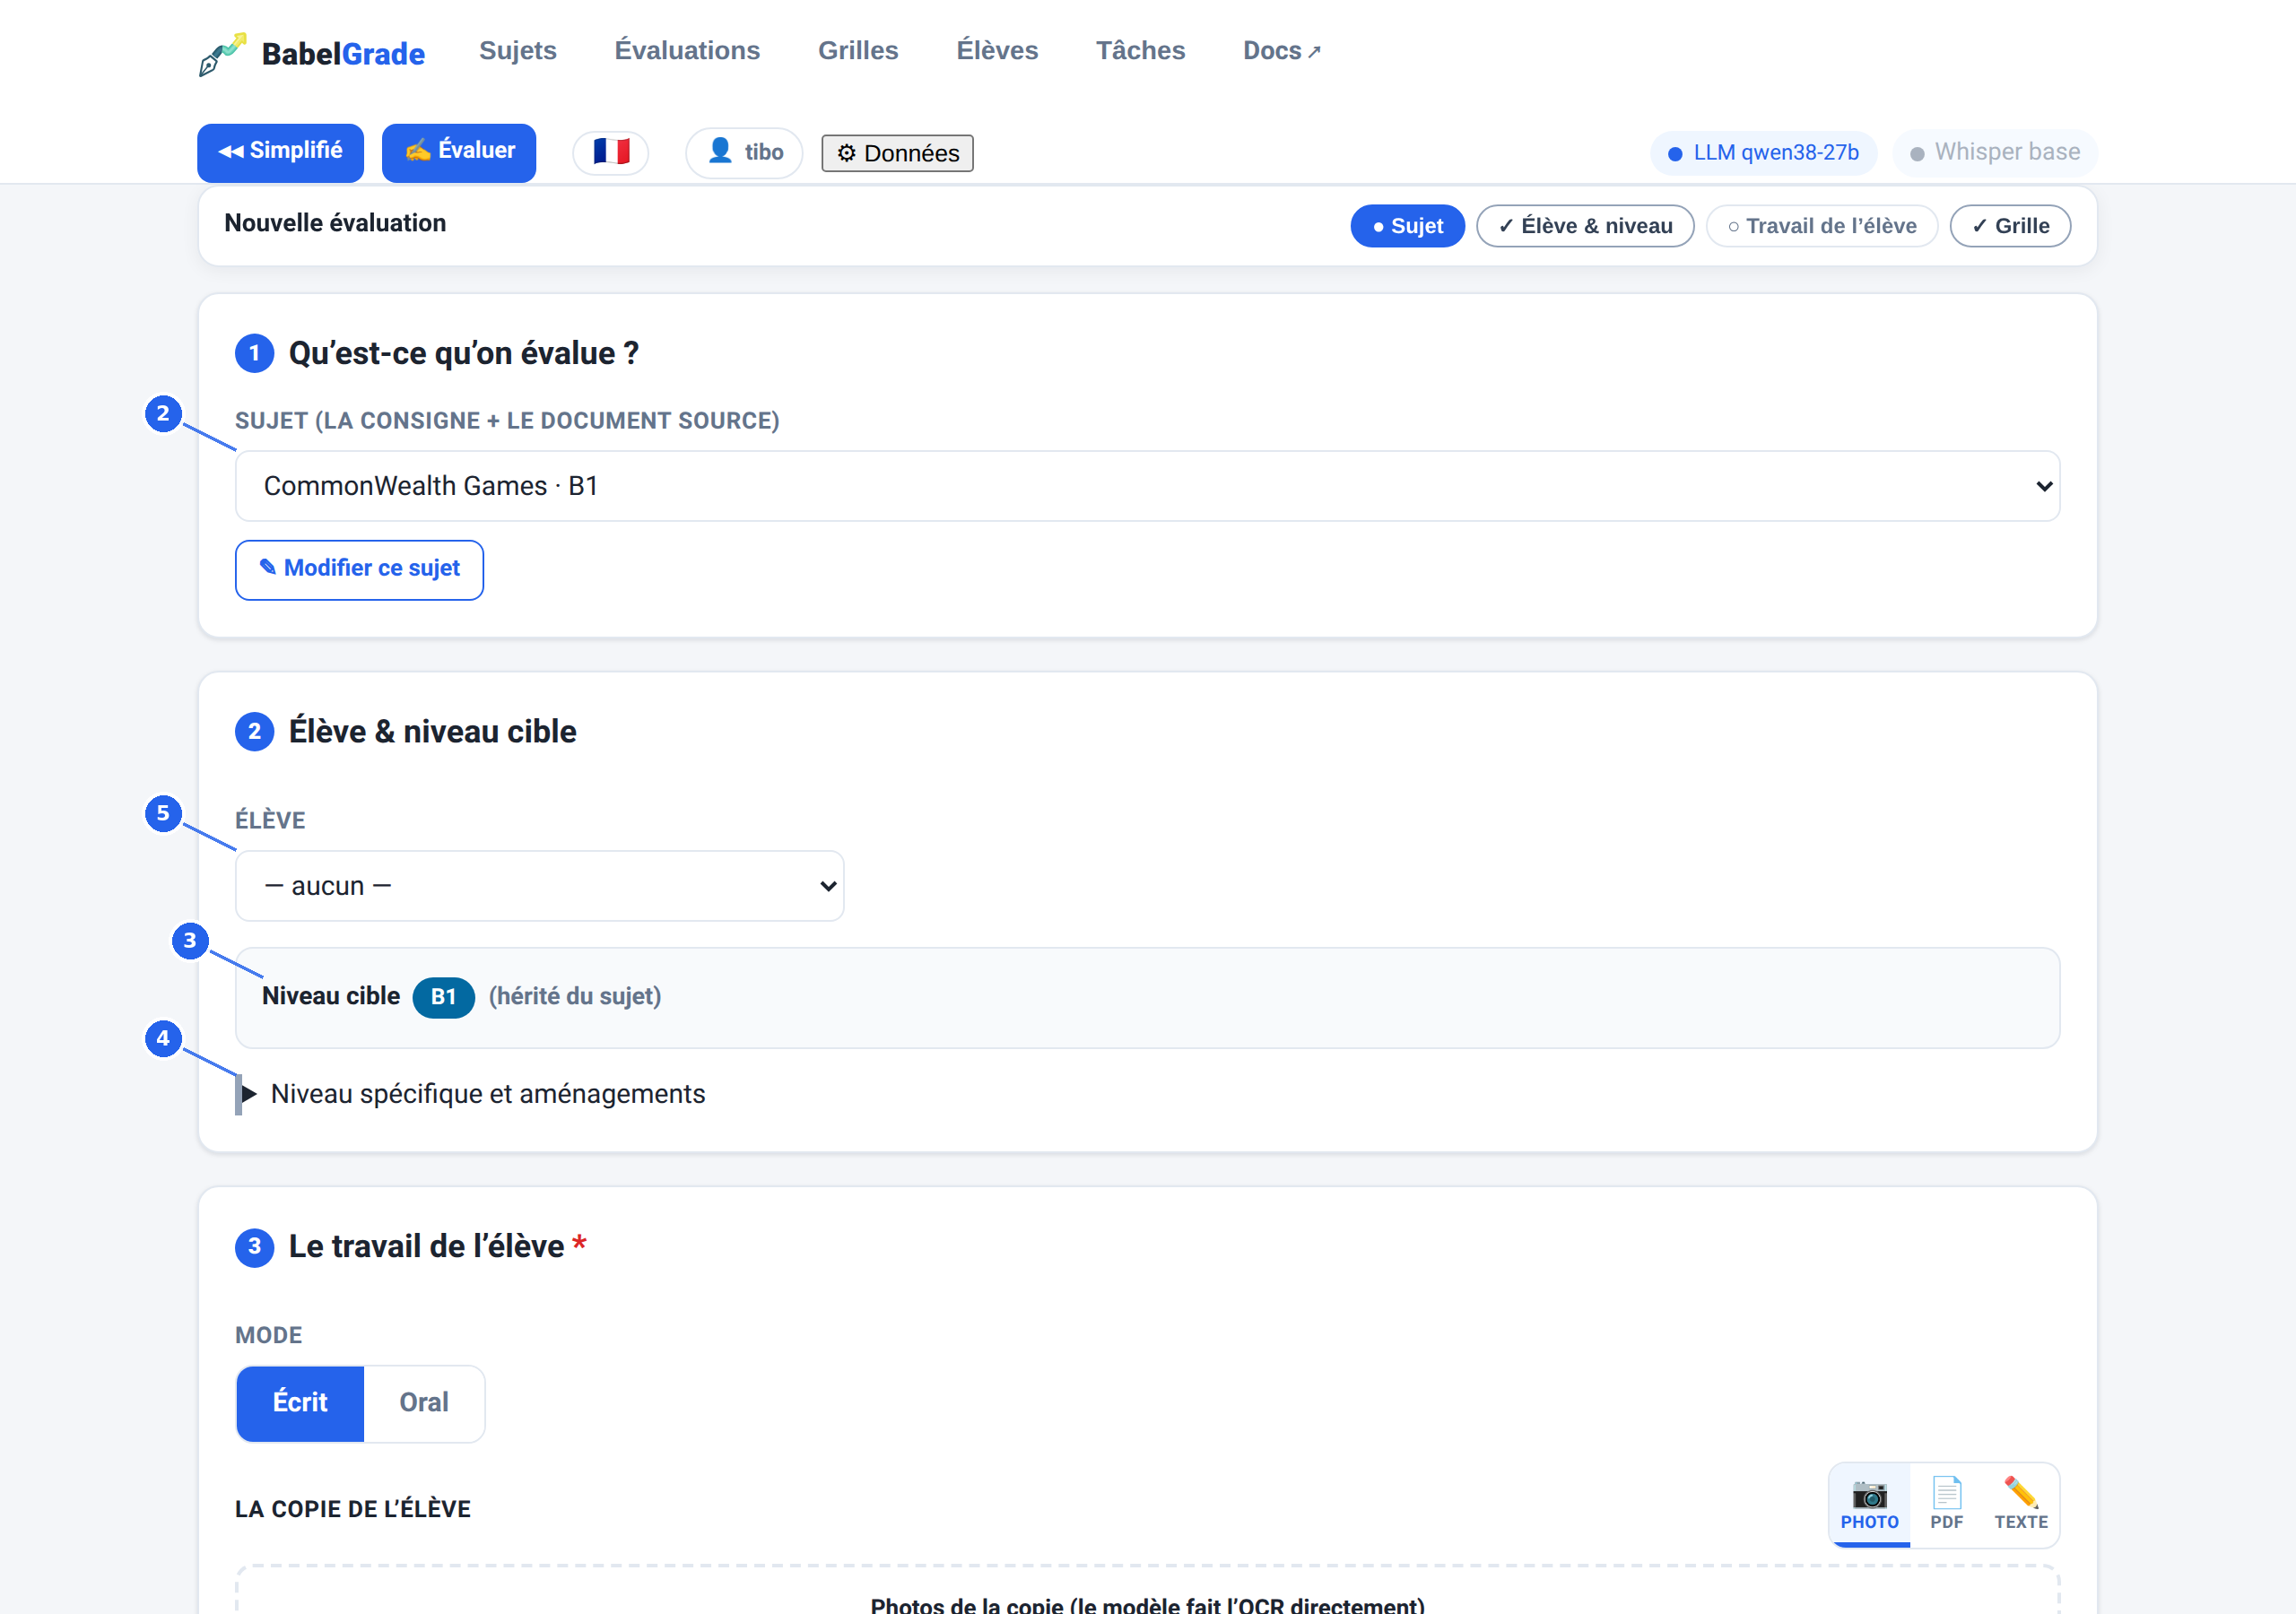 BabelGrade
Sujets
Évaluations
Grilles
Élèves
Tâches
Docs ↗
◀◀ Simplifié
✍ Évaluer
tibo
⚙ Données
LLM qwen38-27b
Whisper base
Nouvelle évaluation
● Sujet
✓ Élève & niveau
○ Travail de l’élève
✓ Grille
1 Qu’est-ce qu’on évalue ?
2
SUJET (LA CONSIGNE + LE DOCUMENT SOURCE)
CommonWealth Games · B1
✎ Modifier ce sujet
2 Élève & niveau cible
5
ÉLÈVE
— aucun —
3
Niveau cible B1 (hérité du sujet)
4
▶ Niveau spécifique et aménagements
3 Le travail de l’élève *
MODE
Écrit
Oral
LA COPIE DE L’ÉLÈVE
PHOTO
PDF
TEXTE
Photos de la copie (le modèle fait l’OCR directement)